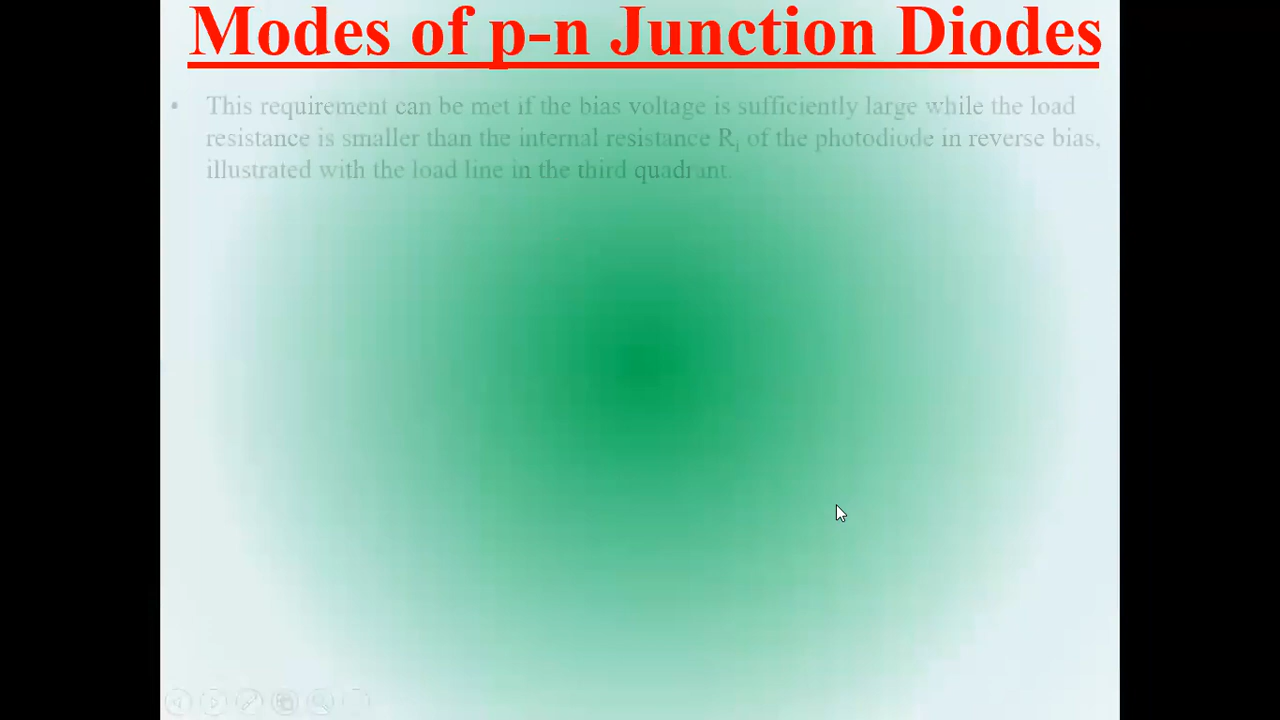 Modes of p-n Junction Diodes
• This requirement can be met if the bias voltage is sufficiently large while the load
resistance is smaller than the internal resistance Ri of the photodiode in reverse bias,
illustrated with the load line in the third quadrant.